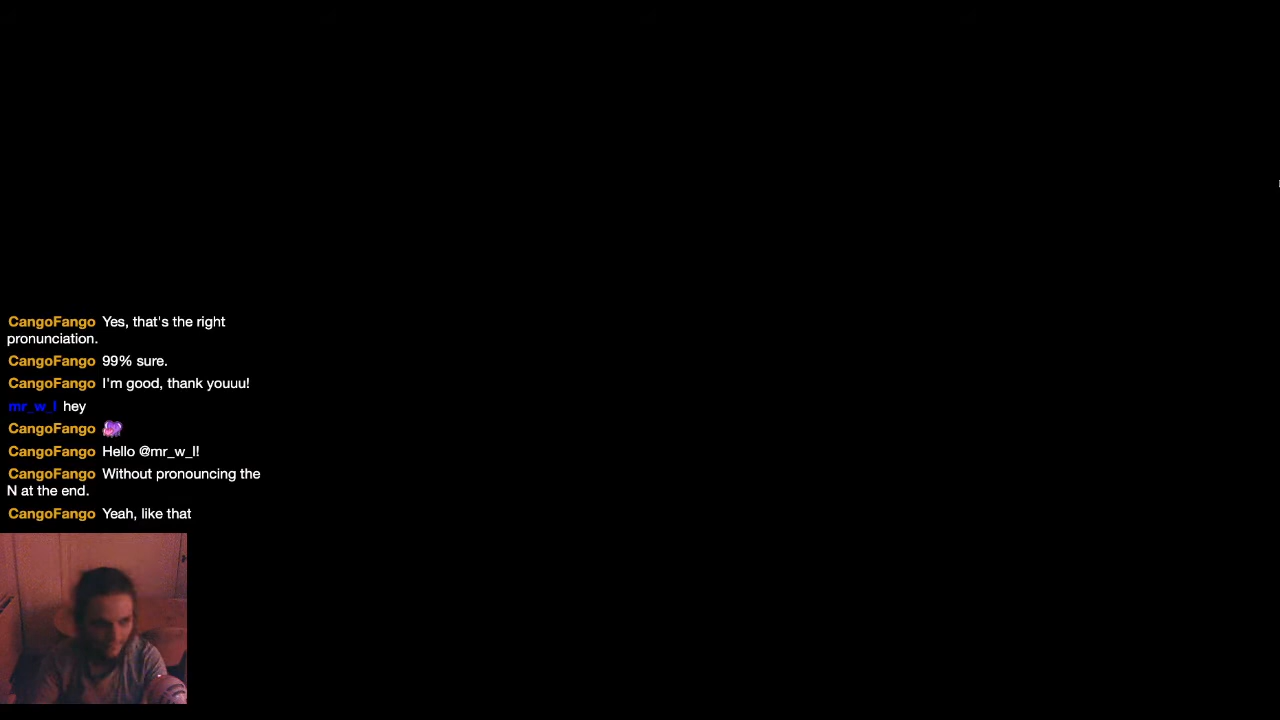 CangoFango Yes, that's the right
pronunciation.
CangoFango 99% sure.
CangoFango I'm good, thank youuu!
mr_w_l hey
CangoFango
CangoFango Hello @mr_w_l!
CangoFango Without pronouncing the
N at the end.
CangoFango Yeah, like that